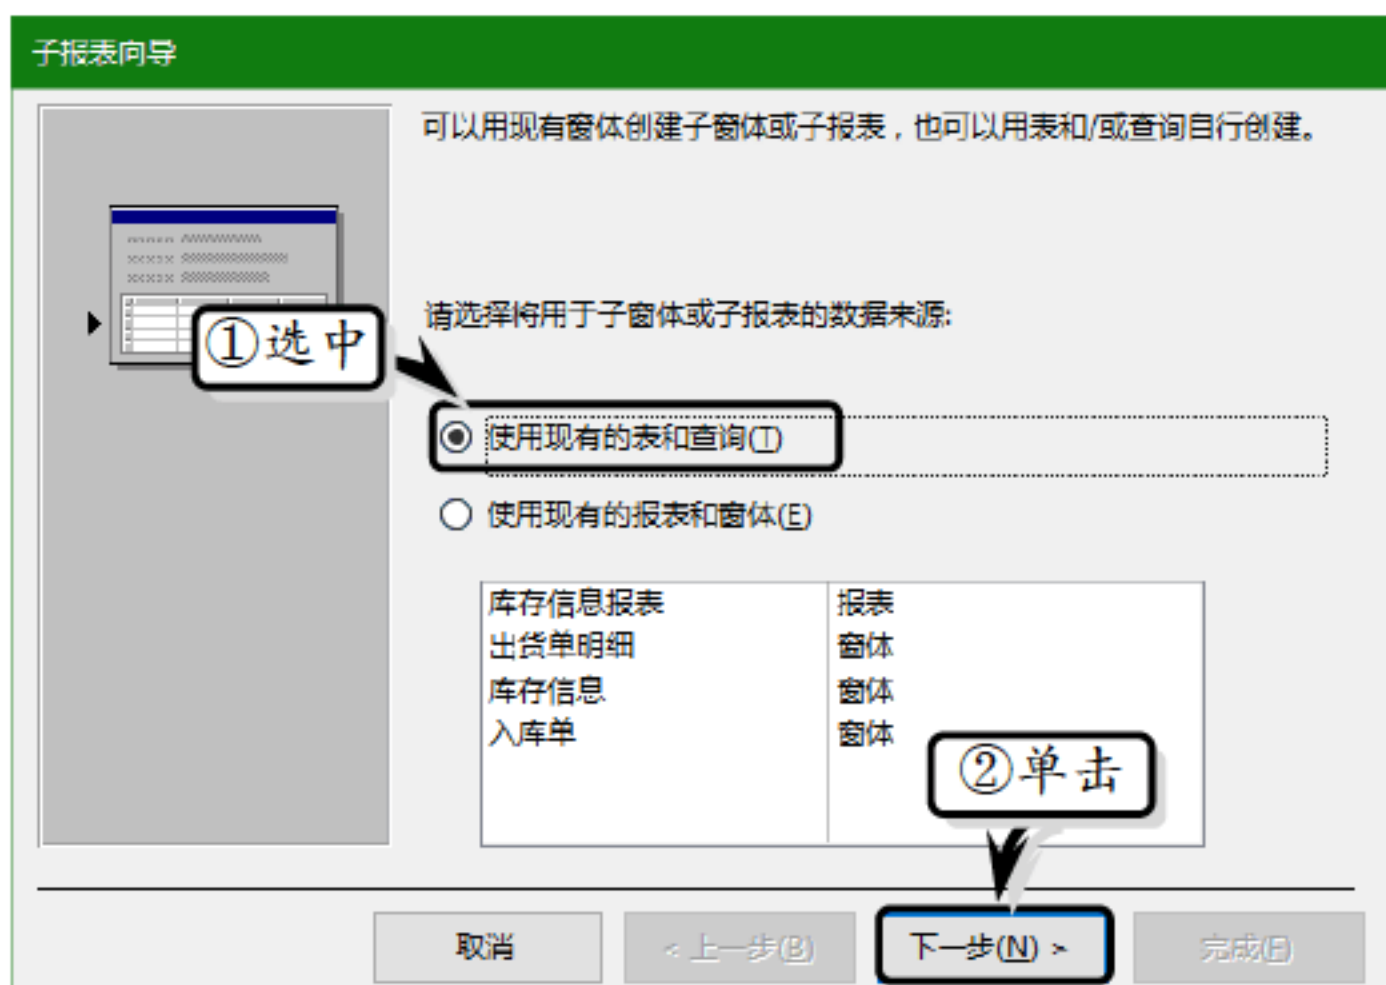 子报表向导
可以用现有窗体创建子窗体或子报表，也可以用表和/或查询自行创建。
请选择将用于子窗体或子报表的数据来源:
①选中
使用现有的表和查询(T)
使用现有的报表和窗体(E)
库存信息报表 报表
出货单明细 窗体
库存信息 窗体
入库单 窗体
②单击
取消 < 上一步(B) 下一步(N) > 完成(F)